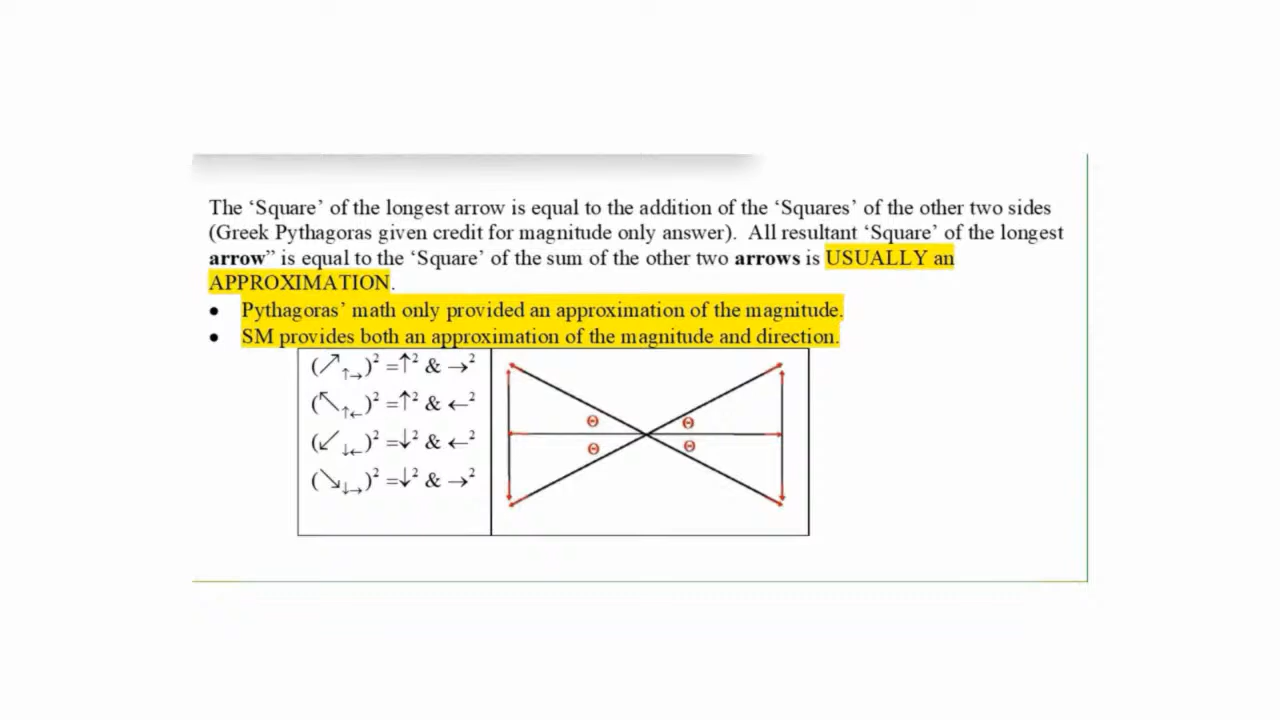 The ‘Square’ of the longest arrow is equal to the addition of the ‘Squares’ of the other two sides
(Greek Pythagoras given credit for magnitude only answer).  All resultant ‘Square’ of the longest
arrow” is equal to the ‘Square’ of the sum of the other two arrows is USUALLY an
APPROXIMATION.
• Pythagoras’ math only provided an approximation of the magnitude.
• SM provides both an approximation of the magnitude and direction.
(↗↑→)² =↑² & →²
(↖↑←)² =↑² & ←²
(↙↓←)² =↓² & ←²
(↘↓→)² =↓² & →²
Θ Θ
Θ Θ